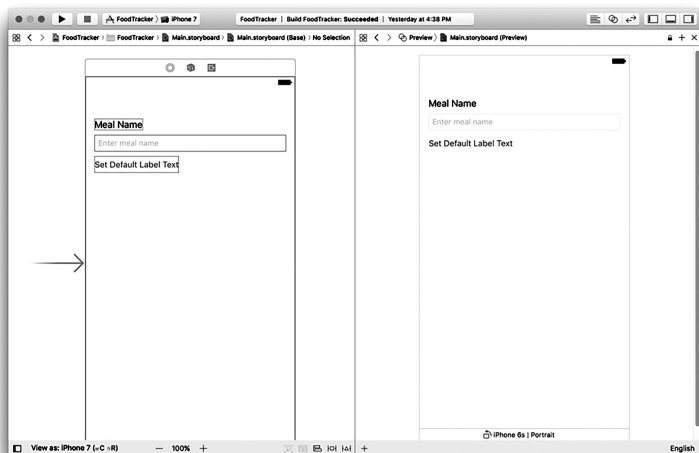 FoodTracker › iPhone 7
FoodTracker | Build FoodTracker: Succeeded | Yesterday at 4:38 PM
FoodTracker › FoodTracker › Main.storyboard › Main.storyboard (Base) › No Selection
Preview › Main.storyboard (Preview)
Meal Name
Enter meal name
Set Default Label Text
Meal Name
Enter meal name
Set Default Label Text
iPhone 6s | Portrait
View as: iPhone 7 (wC hR)
— 100% +
+
English